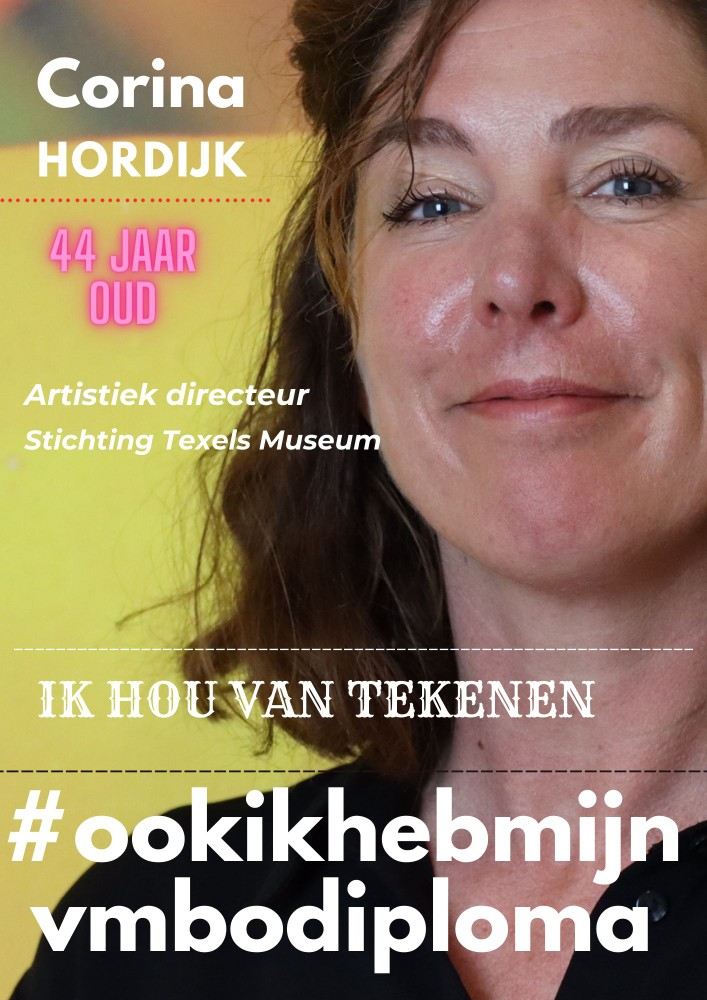 Corina
HORDIJK
44 JAAR
OUD
Artistiek directeur
Stichting Texels Museum
IK HOU VAN TEKENEN
#ookikhebmijn
vmbodiploma